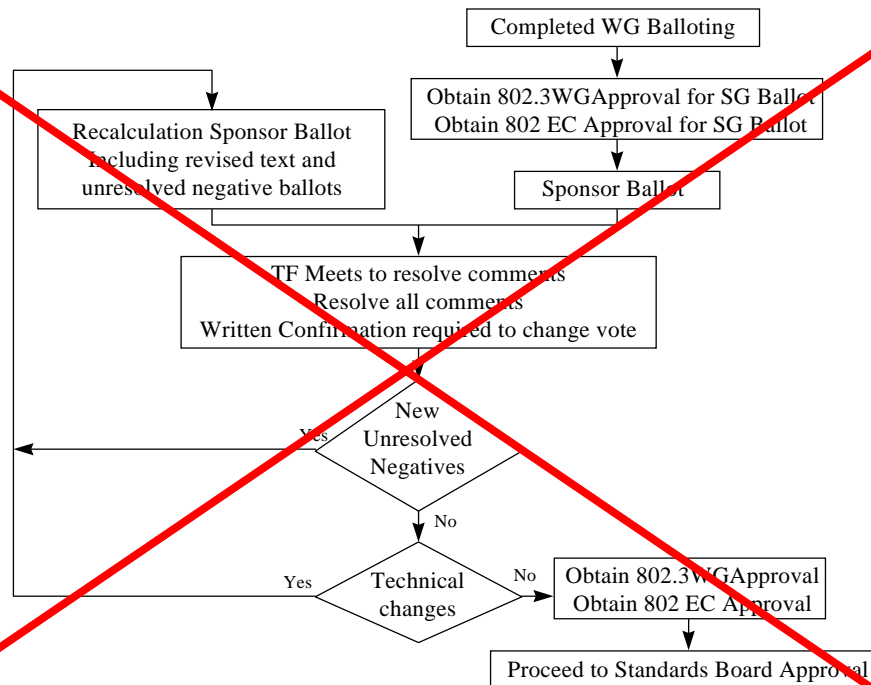 Completed WG Balloting
Obtain 802.3WGApproval for SG Ballot
Obtain 802 EC Approval for SG Ballot
Recalculation Sponsor Ballot
Including revised text and
unresolved negative ballots
Sponsor Ballot
TF Meets to resolve comments
Resolve all comments
Written Confirmation required to change vote
New
Unresolved
Negatives
Yes
No
Technical
changes
Yes
No
Obtain 802.3WGApproval
Obtain 802 EC Approval
Proceed to Standards Board Approval